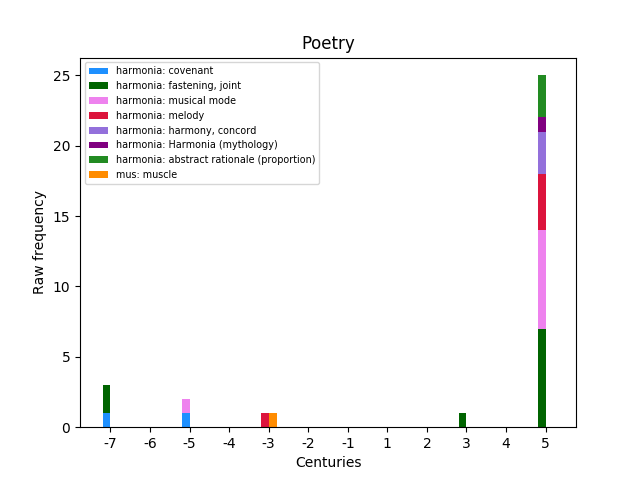 Poetry
harmonia: covenant
harmonia: fastening, joint
harmonia: musical mode
harmonia: melody
harmonia: harmony, concord
harmonia: Harmonia (mythology)
harmonia: abstract rationale (proportion)
mus: muscle
Raw frequency
25
20
15
10
5
0
-7 -6 -5 -4 -3 -2 -1 1 2 3 4 5
Centuries